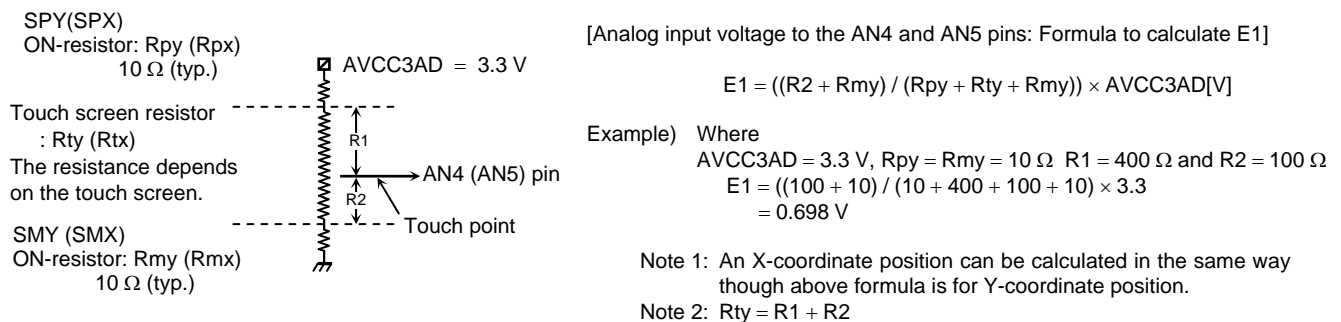 SPY(SPX)
ON-resistor: Rpy (Rpx)
10 Ω (typ.)
AVCC3AD = 3.3 V
Touch screen resistor
: Rty (Rtx)
The resistance depends
on the touch screen.
R1
AN4 (AN5) pin
R2
Touch point
SMY (SMX)
ON-resistor: Rmy (Rmx)
10 Ω (typ.)
[Analog input voltage to the AN4 and AN5 pins: Formula to calculate E1]
E1 = ((R2 + Rmy) / (Rpy + Rty + Rmy)) × AVCC3AD[V]
Example) Where
AVCC3AD = 3.3 V, Rpy = Rmy = 10 Ω R1 = 400 Ω and R2 = 100 Ω
E1 = ((100 + 10) / (10 + 400 + 100 + 10) × 3.3
= 0.698 V
Note 1: An X-coordinate position can be calculated in the same way
though above formula is for Y-coordinate position.
Note 2: Rty = R1 + R2